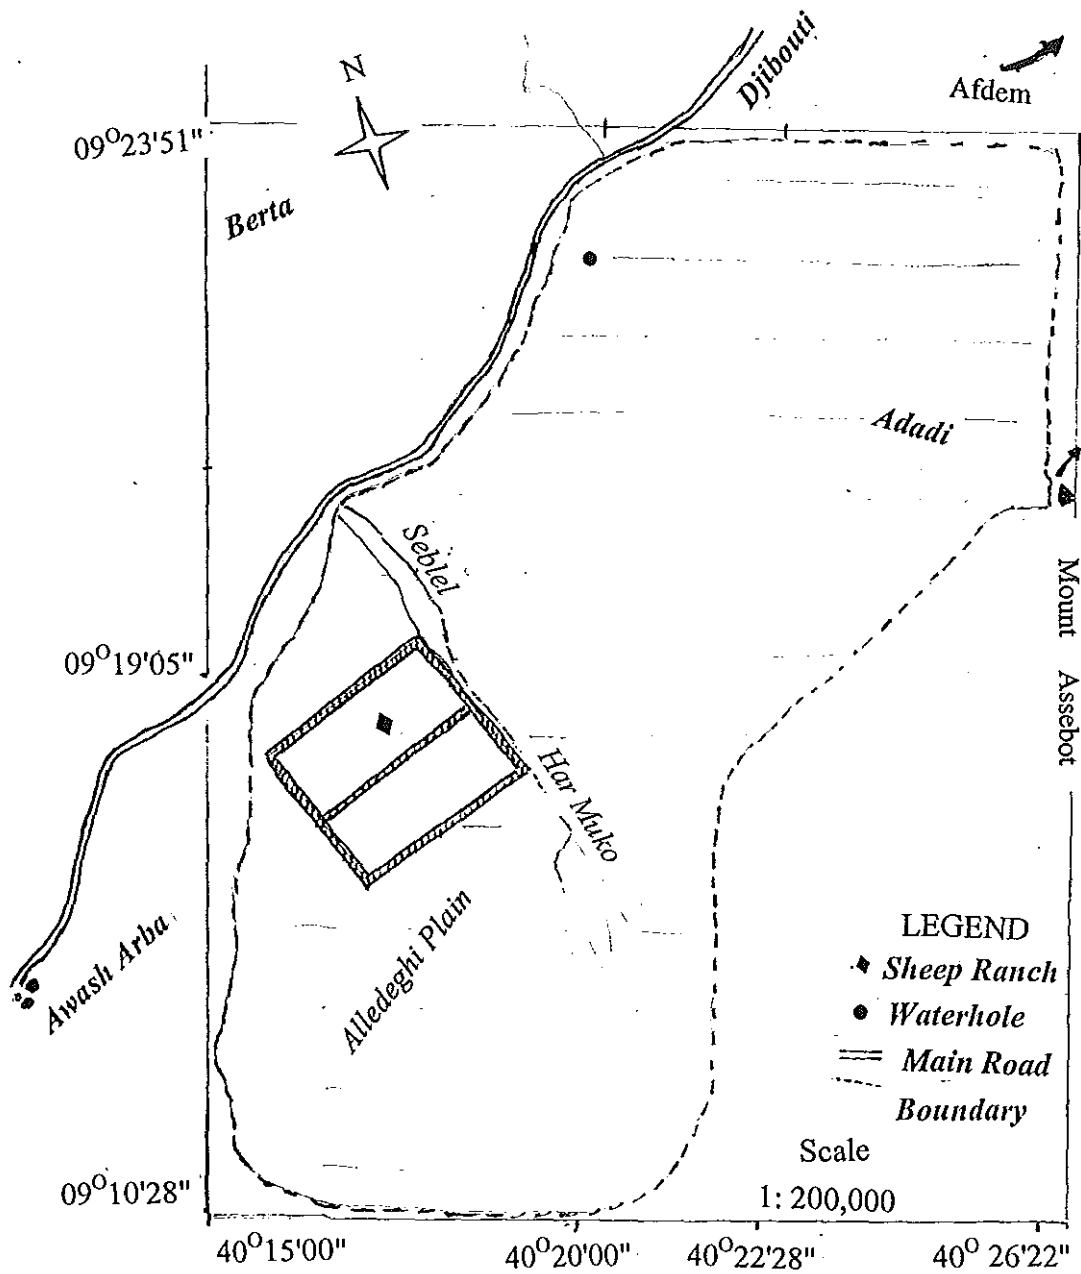 N
Djibouti
Afdem
09°23'51"
Berta
Adadi
Seblel
09°19'05"
Mount Assebot
Har Muko
Awash Arba
Alledeghi Plain
LEGEND
Sheep Ranch
Waterhole
Main Road
Boundary
Scale
1: 200,000
09°10'28"
40°15'00"
40°20'00"
40°22'28"
40° 26'22"